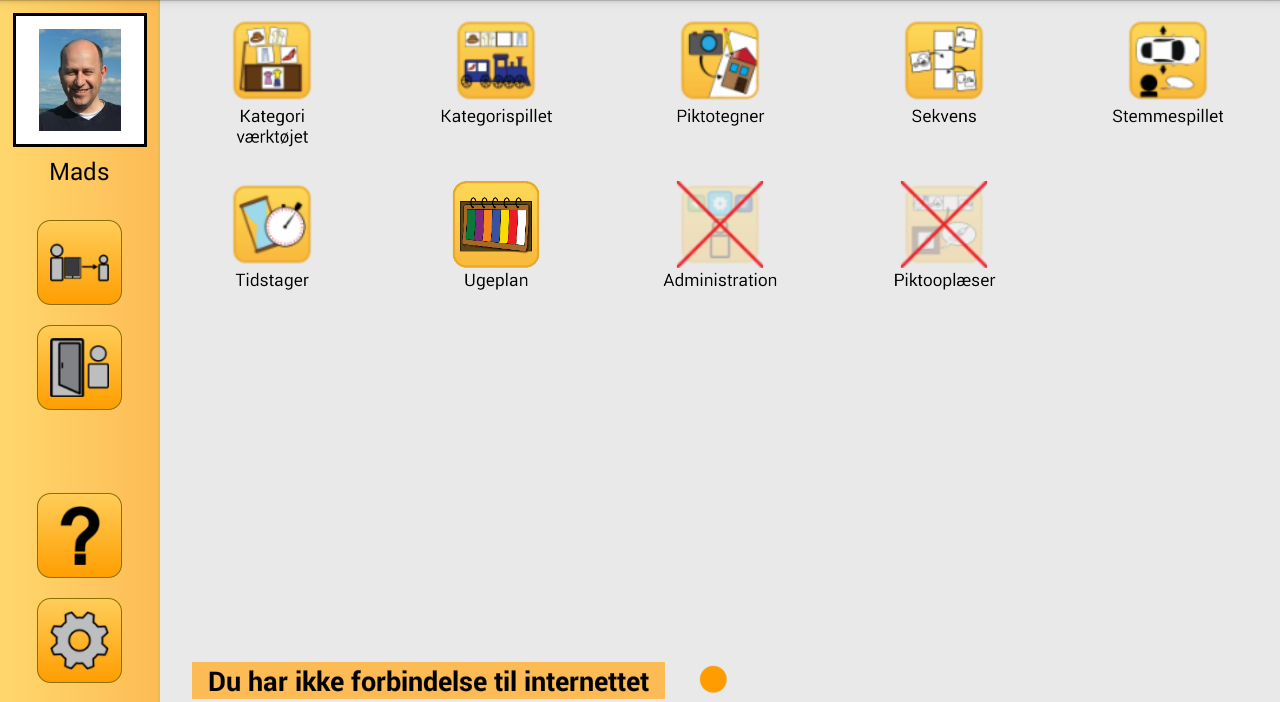 Mads
Kategori
værktøjet
Kategorispillet
Piktotegner
Sekvens
Stemmespillet
Tidstager
Ugeplan
Administration
Piktooplæser
?
Du har ikke forbindelse til internettet